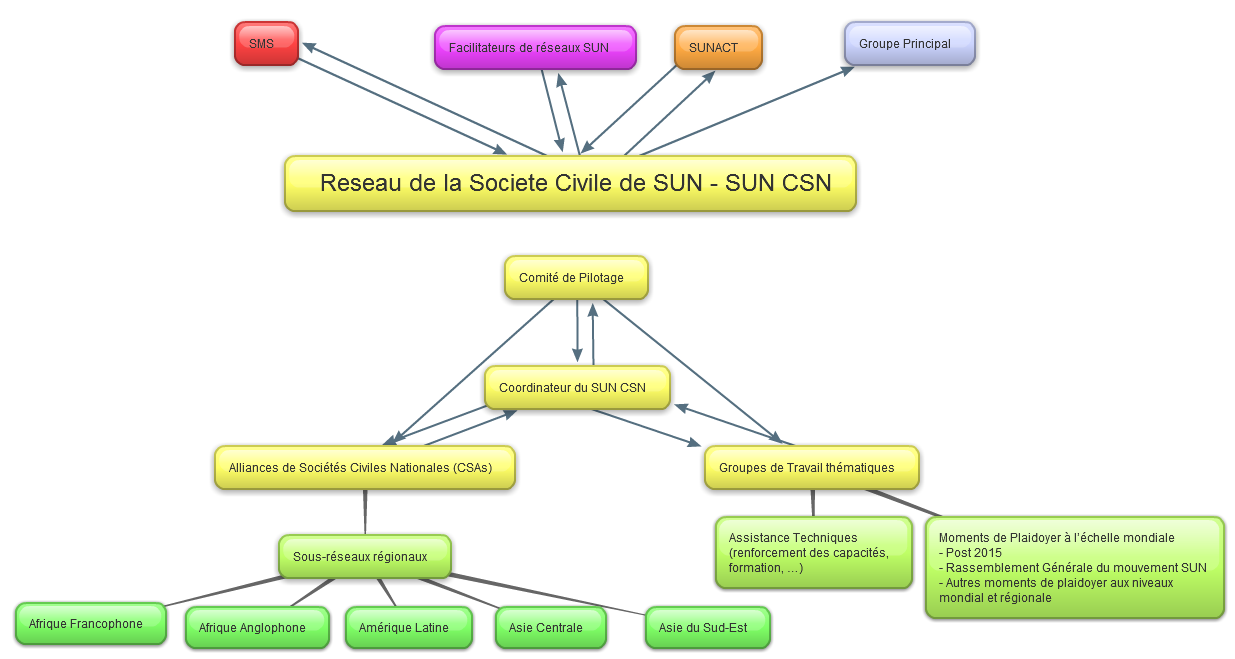 SMS
Facilitateurs de réseaux SUN
SUNACT
Groupe Principal
Reseau de la Societe Civile de SUN - SUN CSN
Comité de Pilotage
Coordinateur du SUN CSN
Alliances de Sociétés Civiles Nationales (CSAs)
Groupes de Travail thématiques
Assistance Techniques
(renforcement des capacités,
formation, ...)
Moments de Plaidoyer à l'échelle mondiale
- Post 2015
- Rassemblement Générale du mouvement SUN
- Autres moments de plaidoyer aux niveaux
mondial et régionale
Sous-réseaux régionaux
Afrique Francophone
Afrique Anglophone
Amérique Latine
Asie Centrale
Asie du Sud-Est